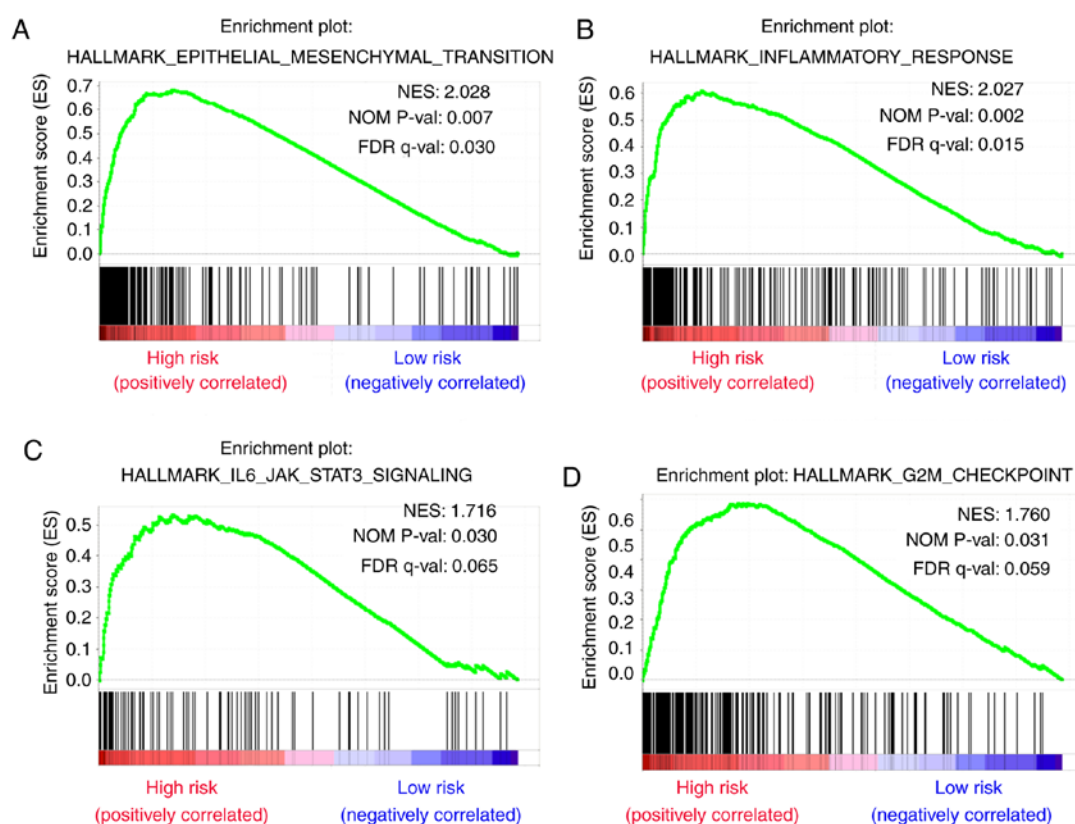 A
Enrichment plot:
HALLMARK_EPITHELIAL_MESENCHYMAL_TRANSITION
NES: 2.028
NOM P-val: 0.007
FDR q-val: 0.030
Enrichment score (ES)
0.7
0.6
0.5
0.4
0.3
0.2
0.1
0.0
High risk
(positively correlated)
Low risk
(negatively correlated)
B
Enrichment plot:
HALLMARK_INFLAMMATORY_RESPONSE
NES: 2.027
NOM P-val: 0.002
FDR q-val: 0.015
Enrichment score (ES)
0.6
0.5
0.4
0.3
0.2
0.1
0.0
High risk
(positively correlated)
Low risk
(negatively correlated)
C
Enrichment plot:
HALLMARK_IL6_JAK_STAT3_SIGNALING
NES: 1.716
NOM P-val: 0.030
FDR q-val: 0.065
Enrichment score (ES)
0.5
0.4
0.3
0.2
0.1
0.0
High risk
(positively correlated)
Low risk
(negatively correlated)
D
Enrichment plot: HALLMARK_G2M_CHECKPOINT
NES: 1.760
NOM P-val: 0.031
FDR q-val: 0.059
Enrichment score (ES)
0.6
0.5
0.4
0.3
0.2
0.1
0.0
High risk
(positively correlated)
Low risk
(negatively correlated)